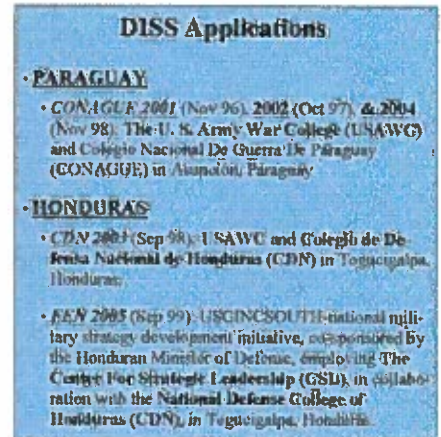 DISS Applications
• PARAGUAY
• CONAGUE 2001 (Nov 96), 2002 (Oct 97), & 2004
(Nov 98): The U. S. Army War College (USAWC)
and Colegio Nacional De Guerra De Paraguay
(CONAGUE) in Asunción, Paraguay
• HONDURAS
• CDN 2003 (Sep 98): USAWC and Colegio de De-
fensa Nacional de Honduras (CDN) in Tegucigalpa,
Honduras.
• (Sep 99): USCINCSOUTH-national mili-
tary strategy development initiative, co-sponsored by
the Honduran Minister of Defense, employing The
Center For Strategic Leadership (CSL), in collabo-
ration with the National Defense College of
Honduras (CDN), in Tegucigalpa, Honduras.